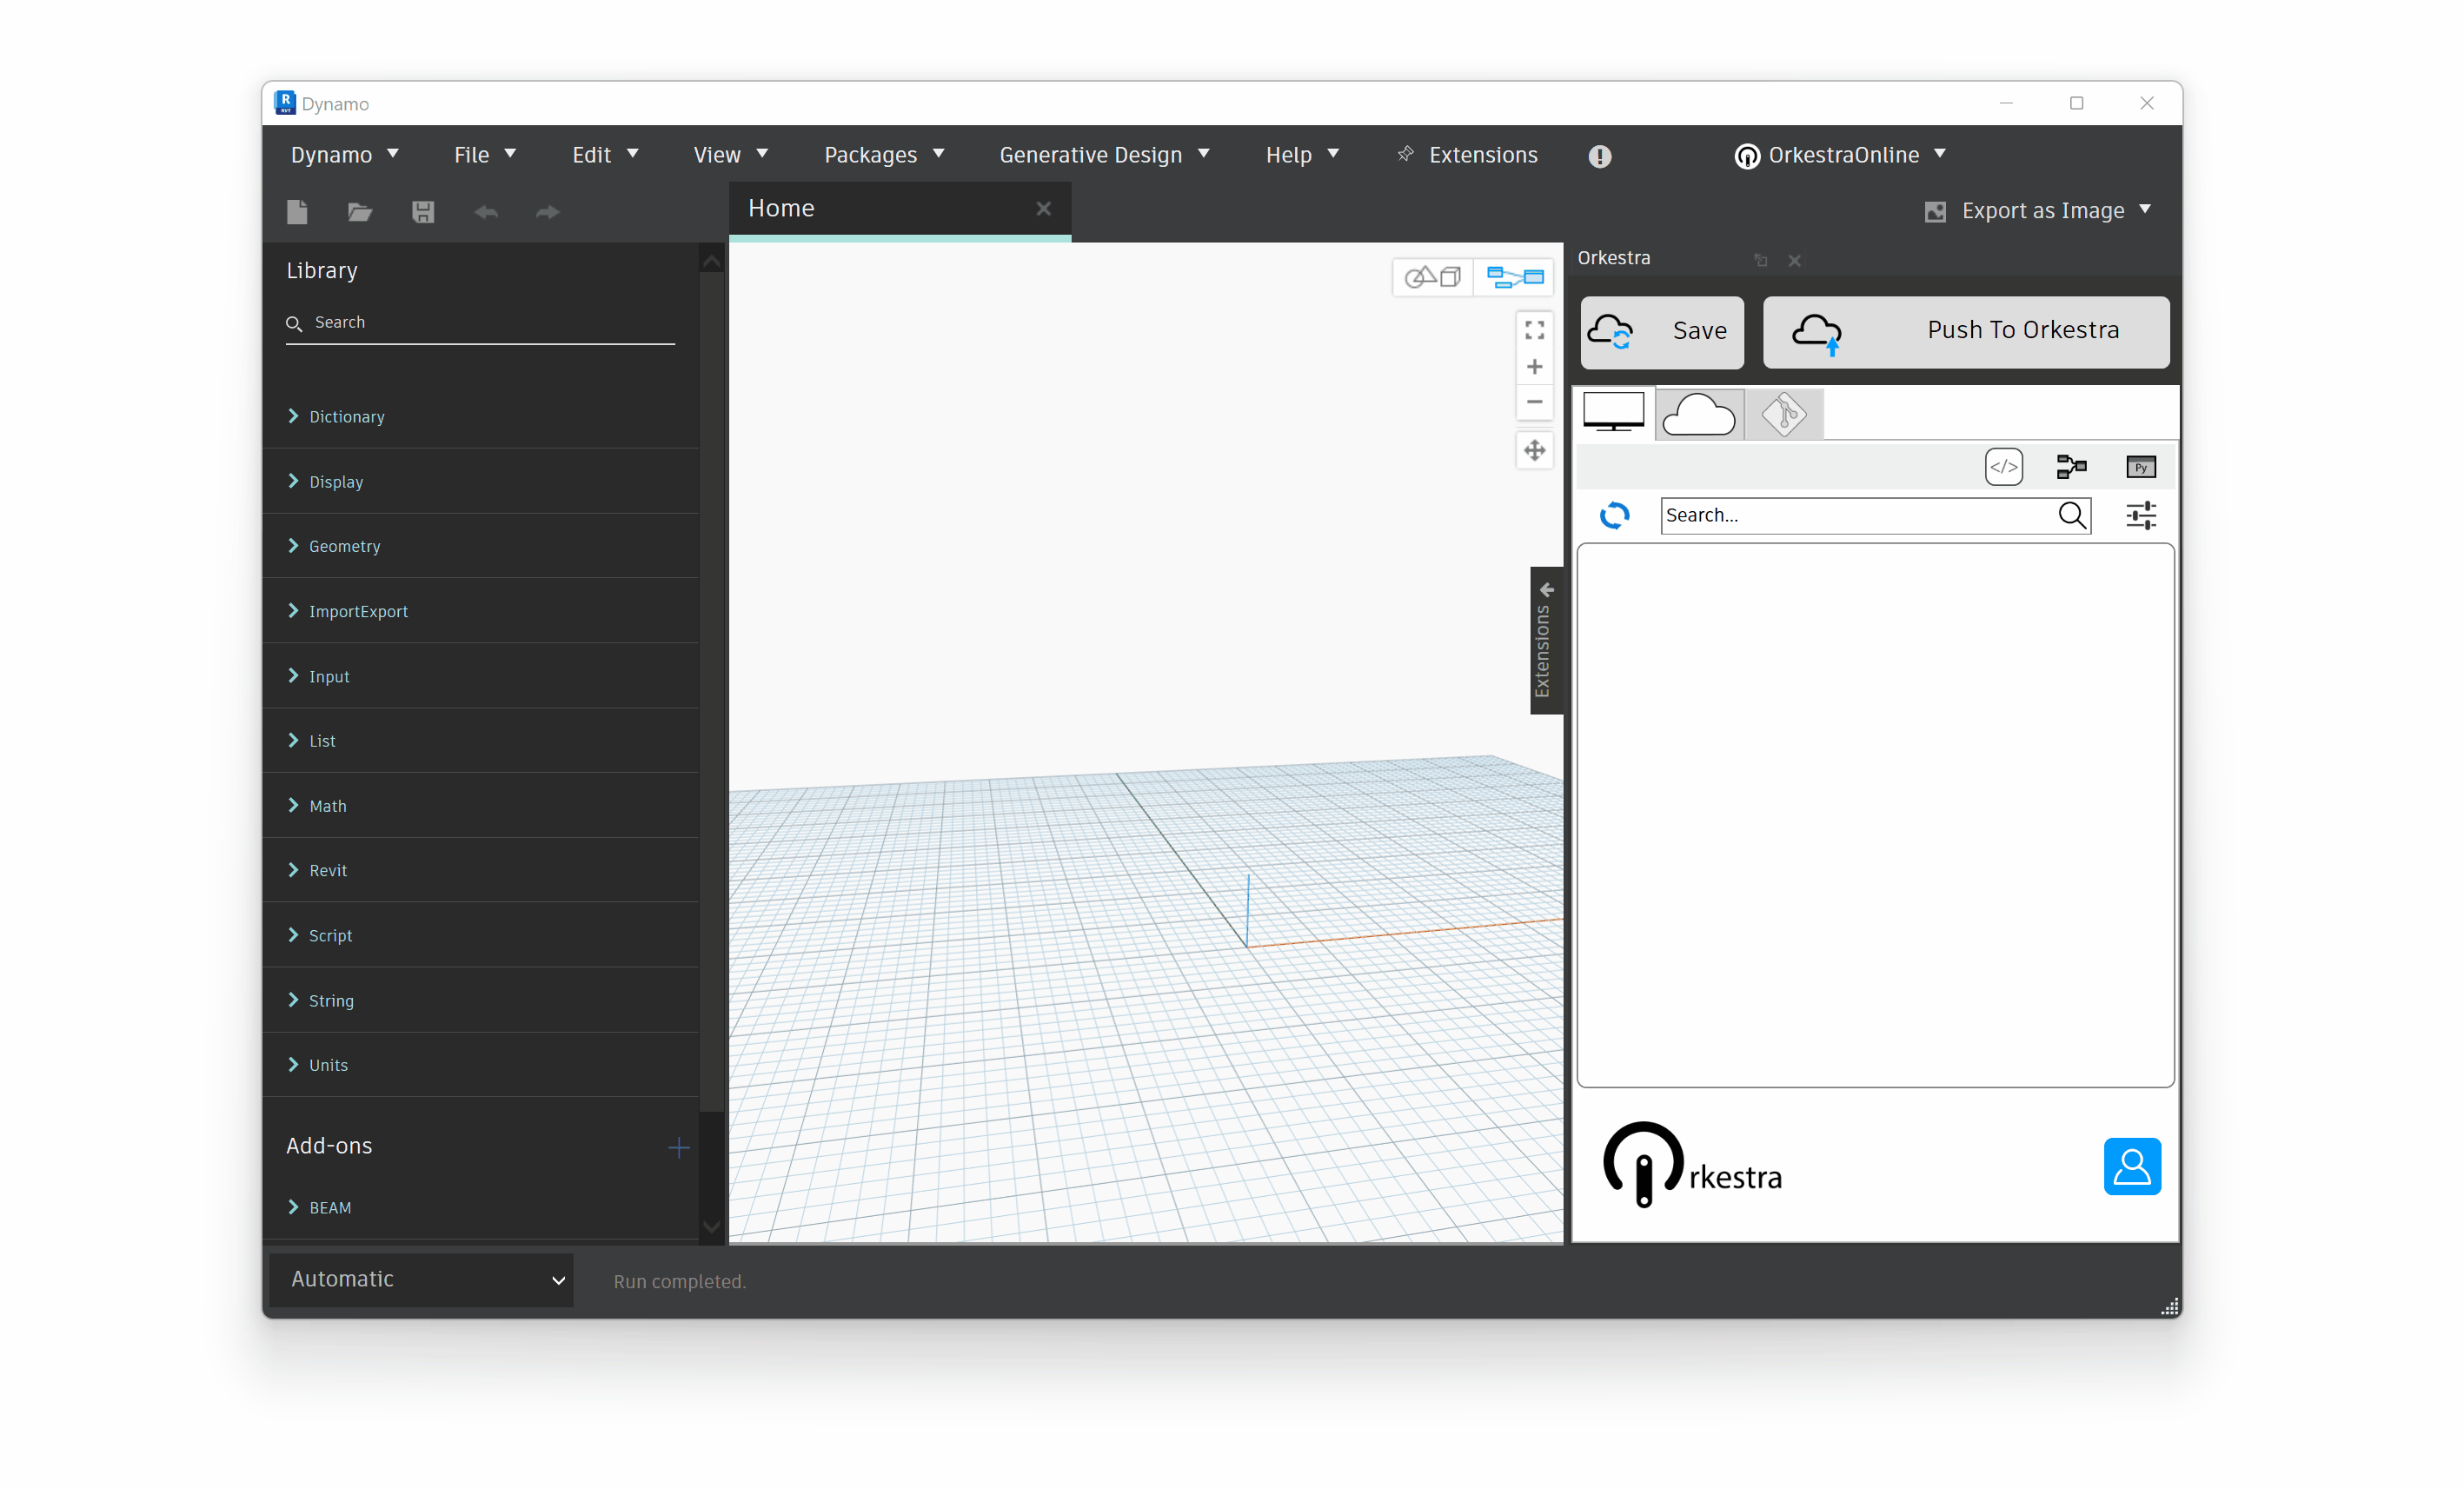 R
RVT
Dynamo
Dynamo File Edit View Packages Generative Design Help Extensions OrkestraOnline
Home
Export as Image
Library
Search
Dictionary
Display
Geometry
ImportExport
Input
List
Math
Revit
Script
String
Units
Add-ons
BEAM
Extensions
Orkestra
Save
Push To Orkestra
</>
Py
Search...
rkestra
Automatic
Run completed.